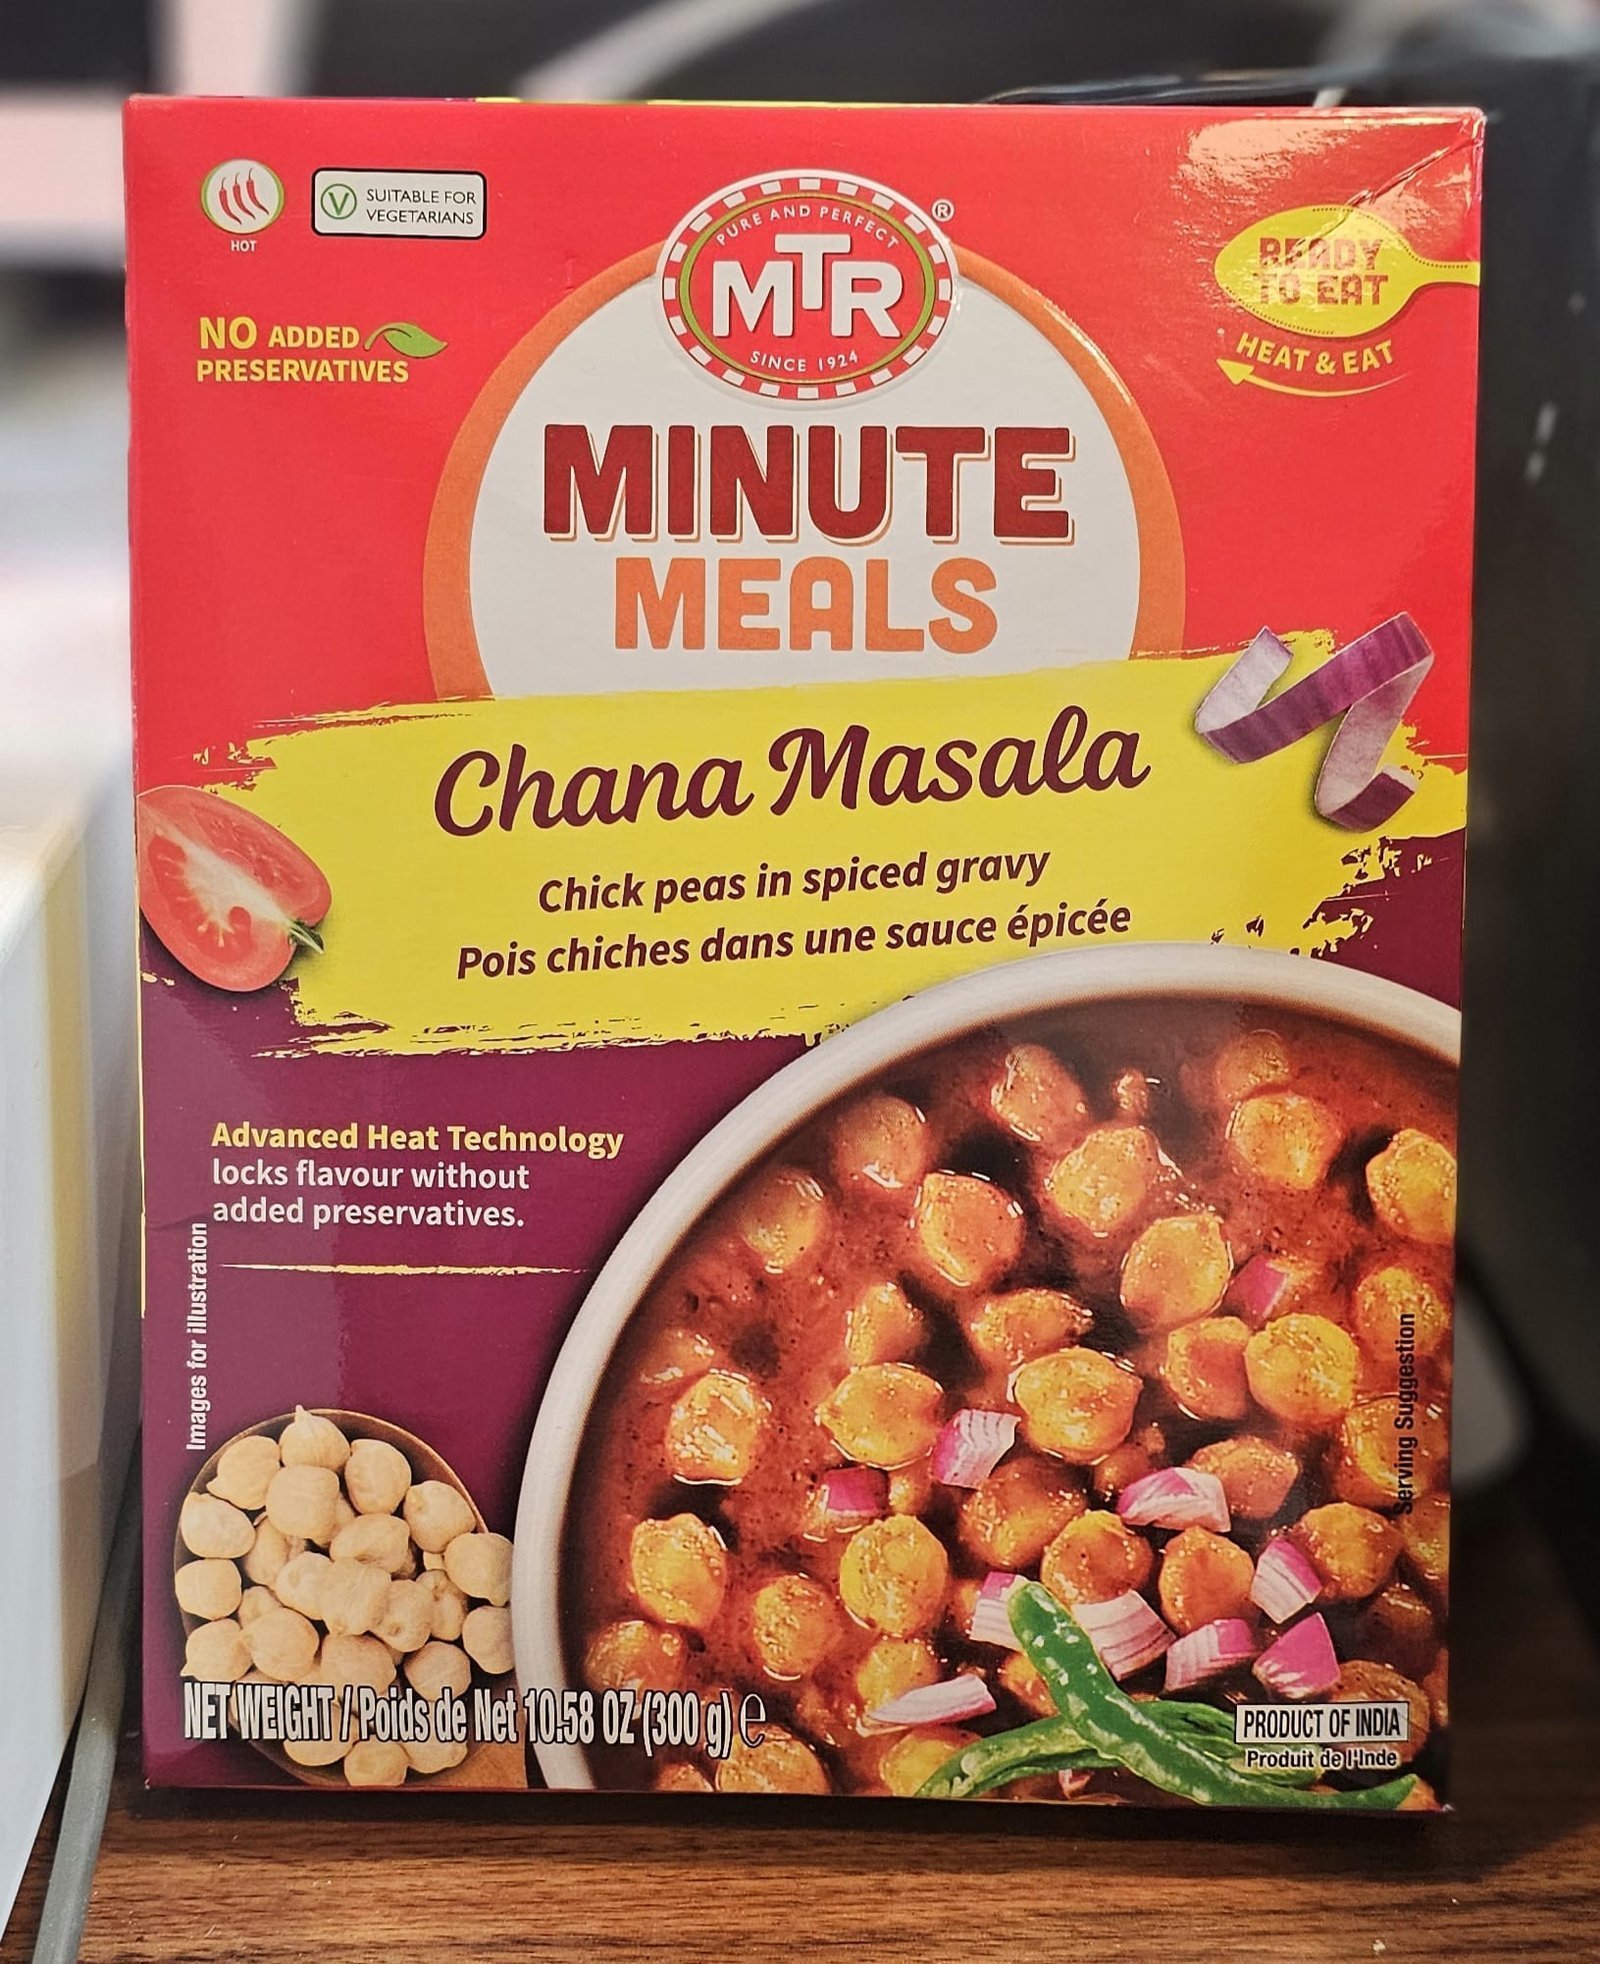 HOT
SUITABLE FOR
VEGETARIANS
NO ADDED
PRESERVATIVES
PURE AND PERFECT
MTR
SINCE 1924
®
READY
TO EAT
HEAT & EAT
MINUTE
MEALS
Chana Masala
Chick peas in spiced gravy
Pois chiches dans une sauce épicée
Advanced Heat Technology
locks flavour without
added preservatives.
Images for illustration
Serving Suggestion
NET WEIGHT / Poids de Net 10.58 OZ (300 g) e
PRODUCT OF INDIA
Produit de l'Inde